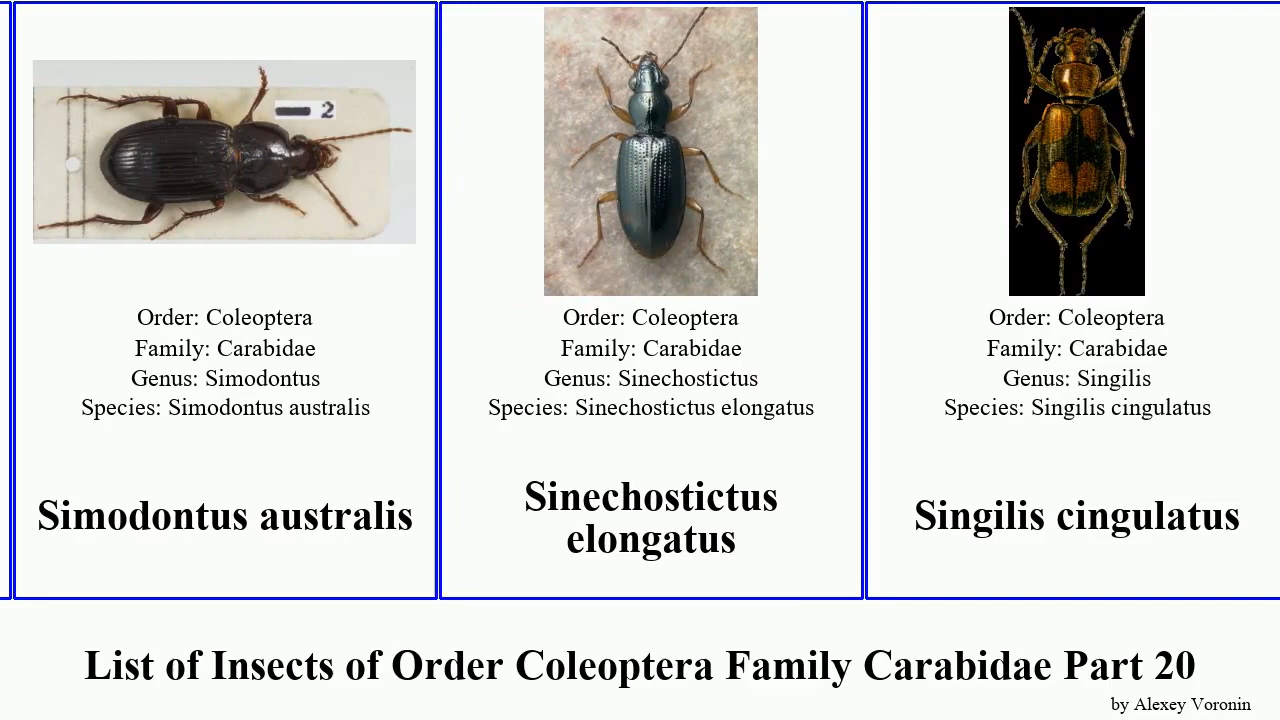 2
Order: Coleoptera
Family: Carabidae
Genus: Simodontus
Species: Simodontus australis
Simodontus australis
Order: Coleoptera
Family: Carabidae
Genus: Sinechostictus
Species: Sinechostictus elongatus
Sinechostictus
elongatus
Order: Coleoptera
Family: Carabidae
Genus: Singilis
Species: Singilis cingulatus
Singilis cingulatus
List of Insects of Order Coleoptera Family Carabidae Part 20
by Alexey Voronin